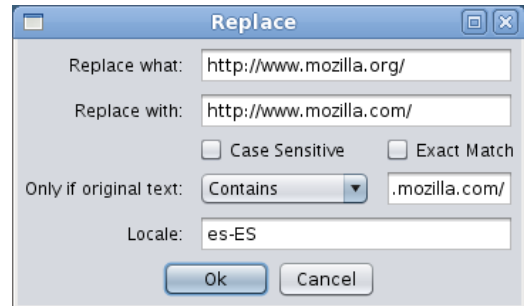 Replace
Replace what: http://www.mozilla.org/
Replace with: http://www.mozilla.com/
Case Sensitive Exact Match
Only if original text: Contains .mozilla.com/
Locale: es-ES
Ok Cancel